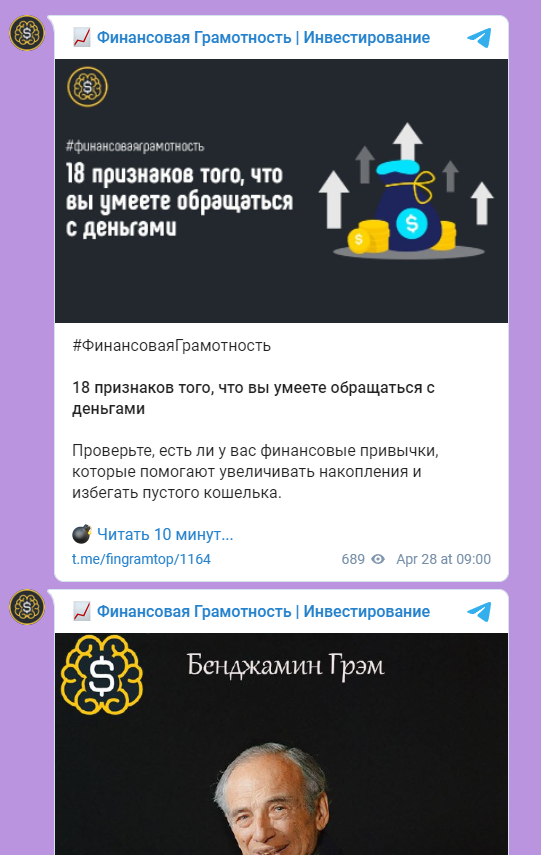 Финансовая Грамотность | Инвестирование
#финансоваяграмотность
18 признаков того, что
вы умеете обращаться
с деньгами
#ФинансоваяГрамотность
18 признаков того, что вы умеете обращаться с
деньгами
Проверьте, есть ли у вас финансовые привычки,
которые помогают увеличивать накопления и
избегать пустого кошелька.
Читать 10 минут...
t.me/fingramtop/1164 689 Apr 28 at 09:00
Финансовая Грамотность | Инвестирование
Бенджамин Грэм